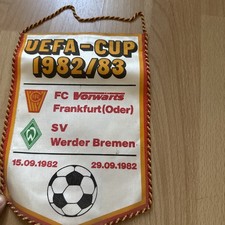 UEFA-CUP
1982/83
FC Vorwärts
Frankfurt(Oder)
SV
Werder Bremen
15.09.1982 29.09.1982